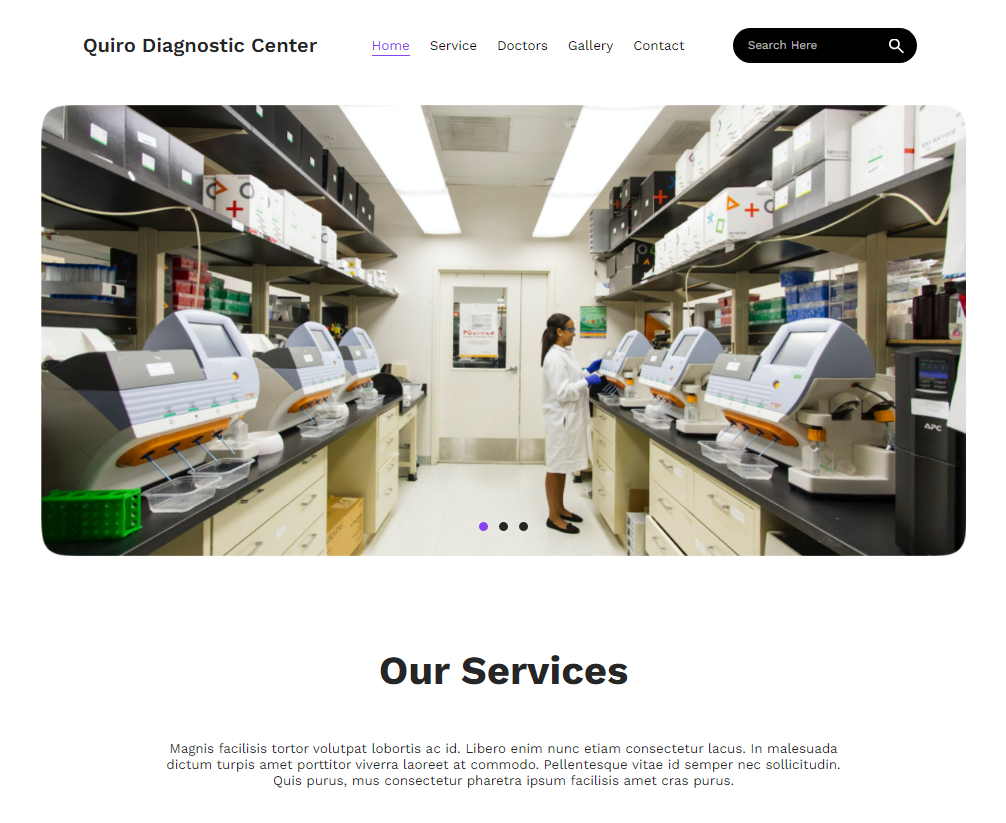 Quiro Diagnostic Center
Home Service Doctors Gallery Contact
Search Here
APC
Our Services
Magnis facilisis tortor volutpat lobortis ac id. Libero enim nunc etiam consectetur lacus. In malesuada
dictum turpis amet porttitor viverra laoreet at commodo. Pellentesque vitae id semper nec sollicitudin.
Quis purus, mus consectetur pharetra ipsum facilisis amet cras purus.